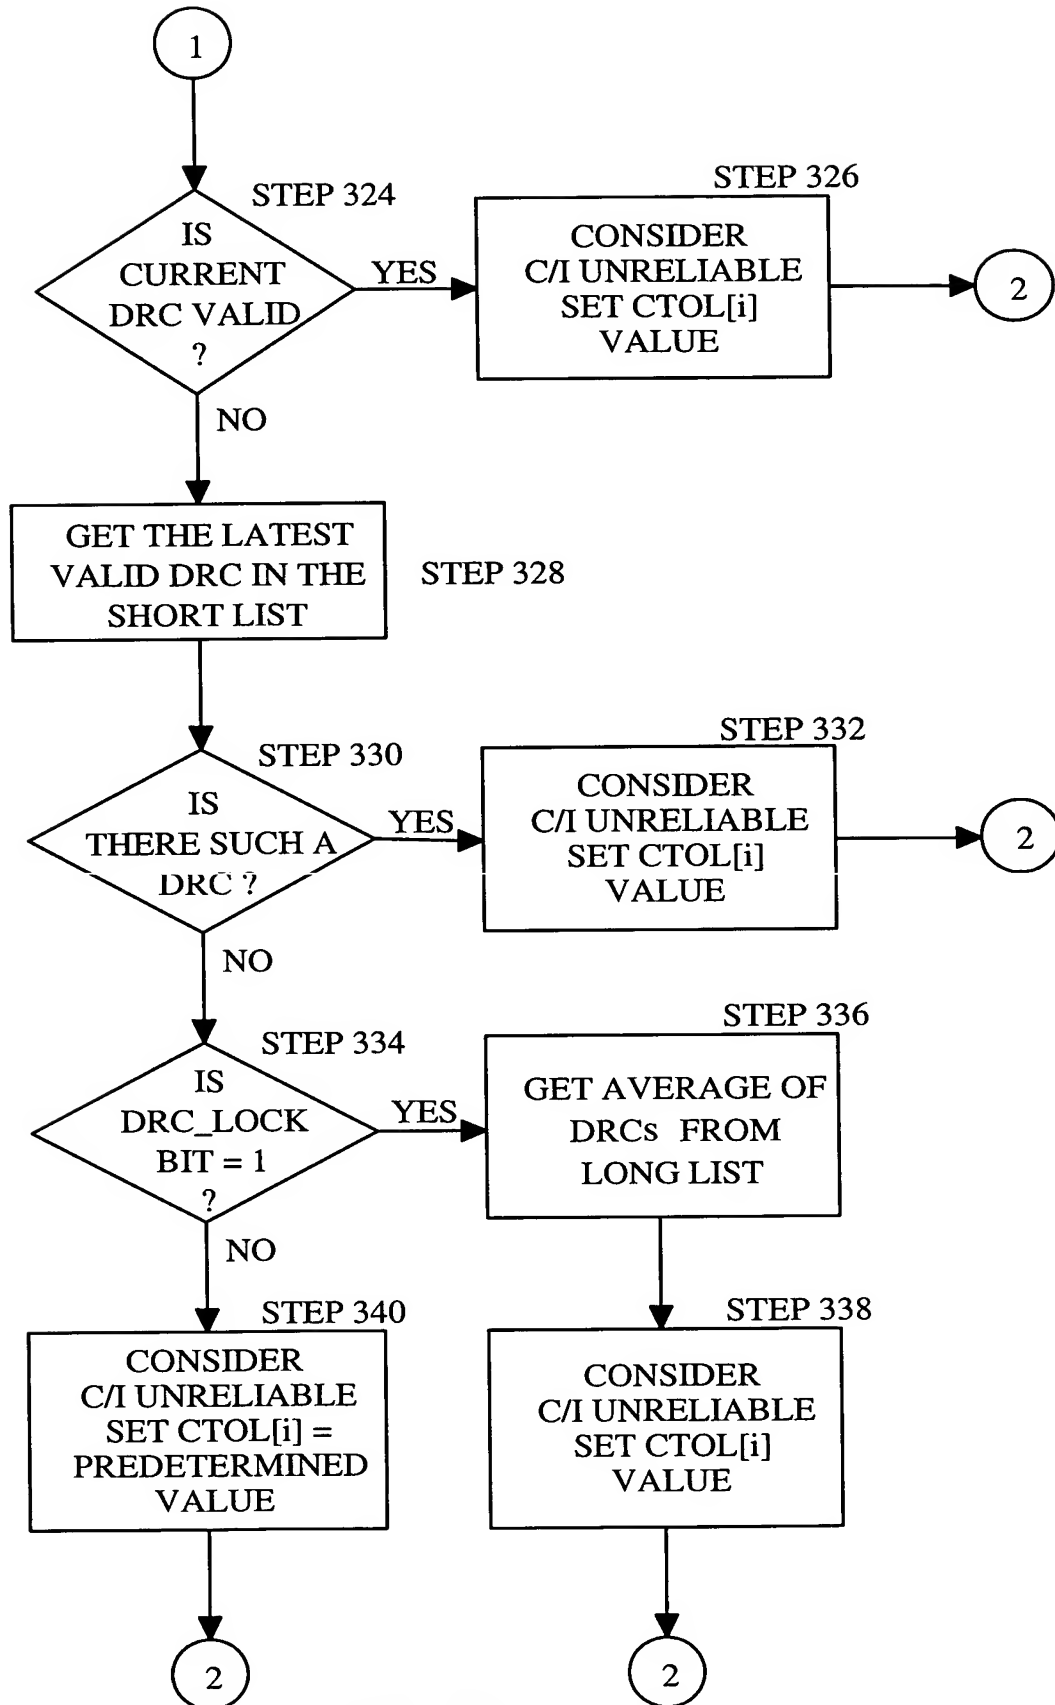 1
STEP 324
IS
CURRENT
DRC VALID
?
YES
STEP 326
CONSIDER
C/I UNRELIABLE
SET CTOL[i]
VALUE
2
NO
GET THE LATEST
VALID DRC IN THE
SHORT LIST
STEP 328
STEP 330
IS
THERE SUCH A
DRC ?
YES
STEP 332
CONSIDER
C/I UNRELIABLE
SET CTOL[i]
VALUE
2
NO
STEP 334
IS
DRC_LOCK
BIT = 1
?
YES
STEP 336
GET AVERAGE OF
DRCs FROM
LONG LIST
NO
STEP 340
CONSIDER
C/I UNRELIABLE
SET CTOL[i] =
PREDETERMINED
VALUE
2
STEP 338
CONSIDER
C/I UNRELIABLE
SET CTOL[i]
VALUE
2